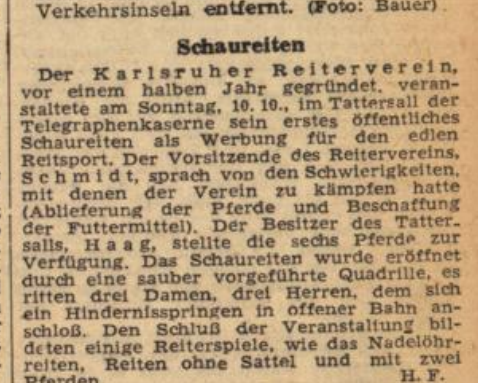 Verkehrsinseln entfernt. (Foto: Bauer)
Schaureiten
Der Karlsruher Reiterverein,
vor einem halben Jahr gegründet, veran-
staltete am Sonntag, 10. 10., im Tattersall der
Telegraphenkaserne sein erstes öffentliches
Schaureiten als Werbung für den edlen
Reitsport. Der Vorsitzende des Reitervereins,
Schmidt, sprach von den Schwierigkeiten,
mit denen der Verein zu kämpfen hatte
(Ablieferung der Pferde und Beschaffung
der Futtermittel). Der Besitzer des Tatter-
salls, Haag, stellte die sechs Pferde zur
Verfügung. Das Schaureiten wurde eröffnet
durch eine sauber vorgeführte Quadrille, es
ritten drei Damen, drei Herren, dem sich
ein Hindernisspringen in offener Bahn an-
schloß. Den Schluß der Veranstaltung bil-
deten einige Reiterspiele, wie das Nadelöhr-
reiten, Reiten ohne Sattel und mit zwei
Pferden. H. F.